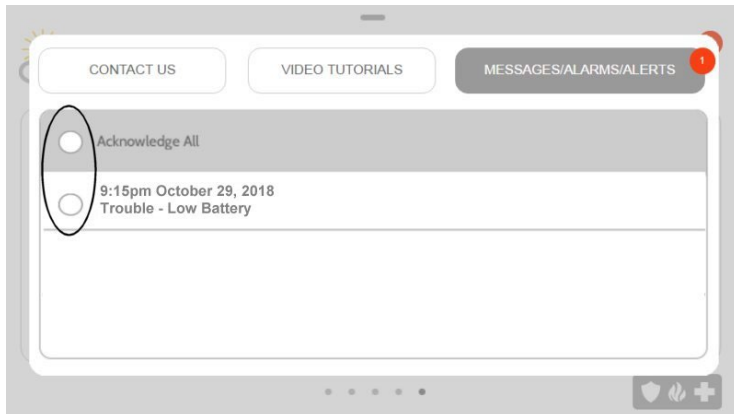 CONTACT US
VIDEO TUTORIALS
MESSAGES/ALARMS/ALERTS
1
Acknowledge All
9:15pm October 29, 2018
Trouble - Low Battery